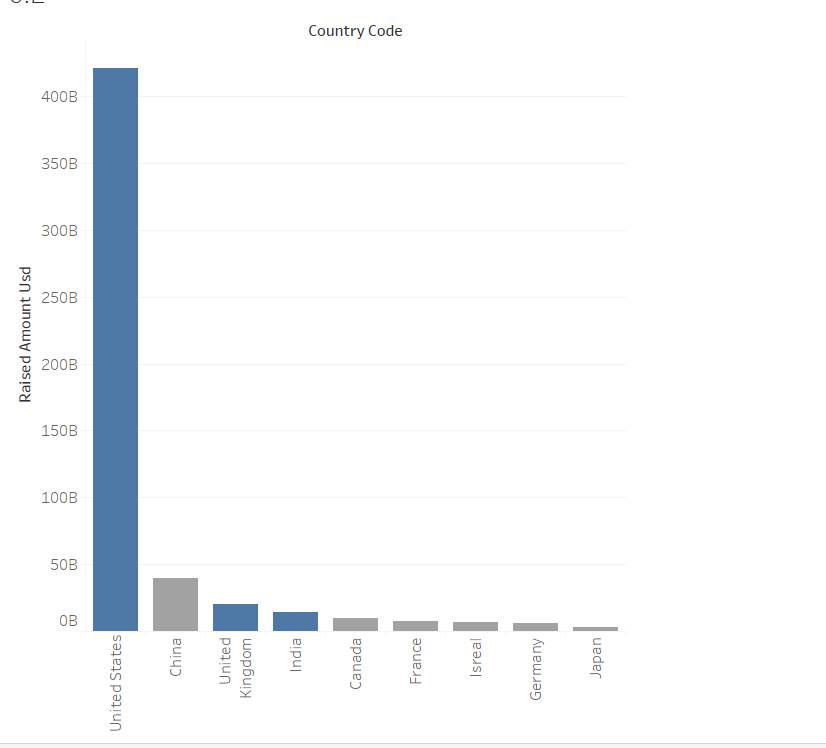 Country Code
Raised Amount Usd
400B
350B
300B
250B
200B
150B
100B
50B
0B
United States
China
United
Kingdom
India
Canada
France
Isreal
Germany
Japan